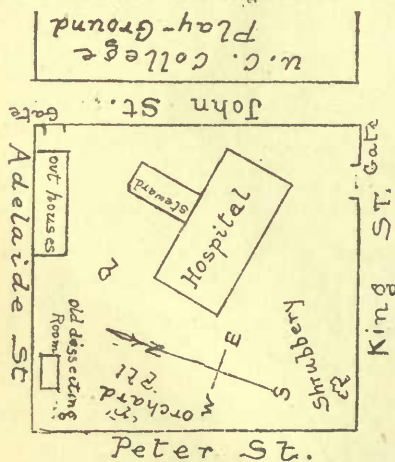 U.C. College
Play-Ground
John St.
Gate
Gate
Adelaide St
out houses
steward
Hospital
King St.
old dissecting
Room
N
E
W
S
orchard
Shrubbery
Peter St.